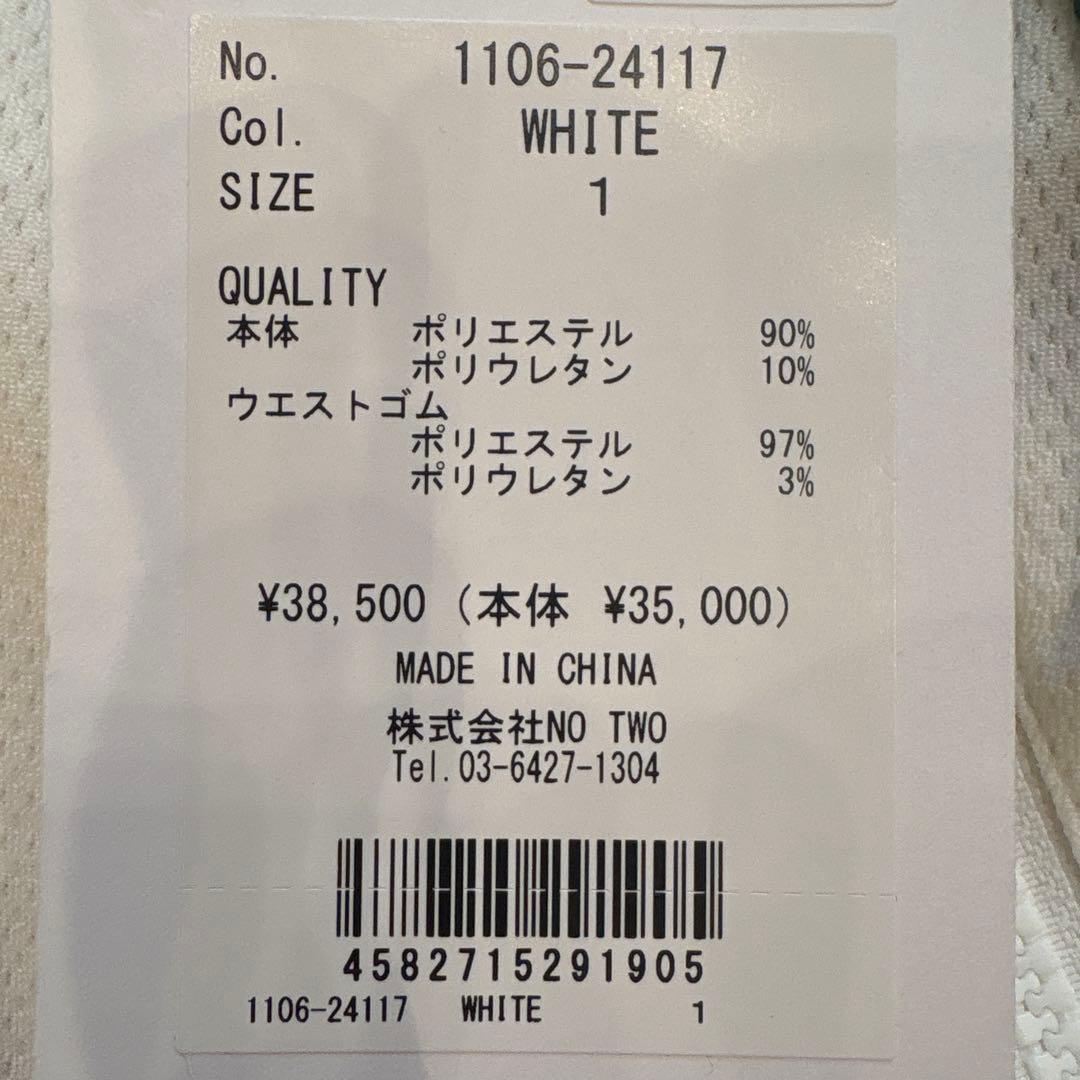 No. 1106-24117
Col. WHITE
SIZE 1
QUALITY
本体 ポリエステル 90%
ポリウレタン 10%
ウエストゴム
ポリエステル 97%
ポリウレタン 3%
¥38,500 (本体 ¥35,000)
MADE IN CHINA
株式会社NO TWO
Tel.03-6427-1304
4582715291905
1106-24117 WHITE 1